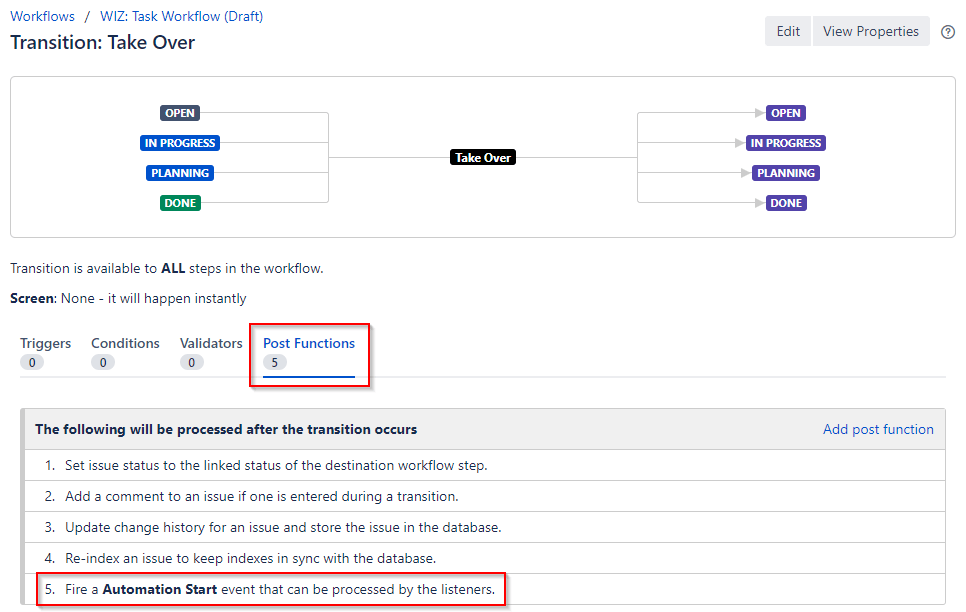 Workflows / WIZ: Task Workflow (Draft)
Transition: Take Over
Edit
View Properties
?
OPEN
IN PROGRESS
PLANNING
DONE
Take Over
OPEN
IN PROGRESS
PLANNING
DONE
Transition is available to ALL steps in the workflow.
Screen: None - it will happen instantly
Triggers
0
Conditions
0
Validators
0
Post Functions
5
The following will be processed after the transition occurs
Add post function
1. Set issue status to the linked status of the destination workflow step.
2. Add a comment to an issue if one is entered during a transition.
3. Update change history for an issue and store the issue in the database.
4. Re-index an issue to keep indexes in sync with the database.
5. Fire a Automation Start event that can be processed by the listeners.